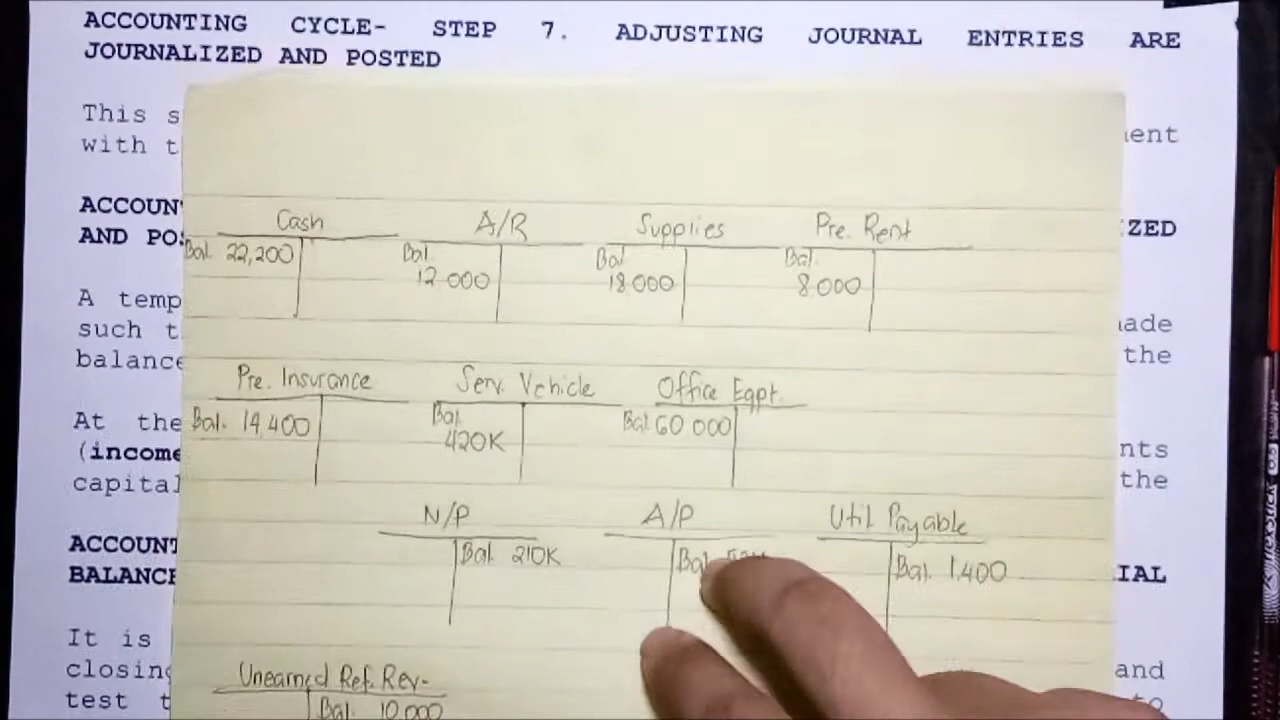 ACCOUNTING CYCLE- STEP 7. ADJUSTING JOURNAL ENTRIES ARE
JOURNALIZED AND POSTED
This s
ment
with t
ACCOUN
IZED
AND POS
A temp
made
such t
the
balance
At the
nts
(income
the
capital
ACCOUNT
IAL
BALANCE
It is
closing
and
test t
to
Cash A/R Supplies Pre. Rent
Bal. 22,200 Bal. Bal. Bal.
12 000 18 000 8 000
Pre. Insurance Serv. Vehicle Office Eqpt.
Bal. 14,400 Bal. Bal. 60 000
420K
N/P A/P Util. Payable
Bal. 210K Bal. Bal. 1,400
Unearned Ref. Rev-
Bal. 10,000